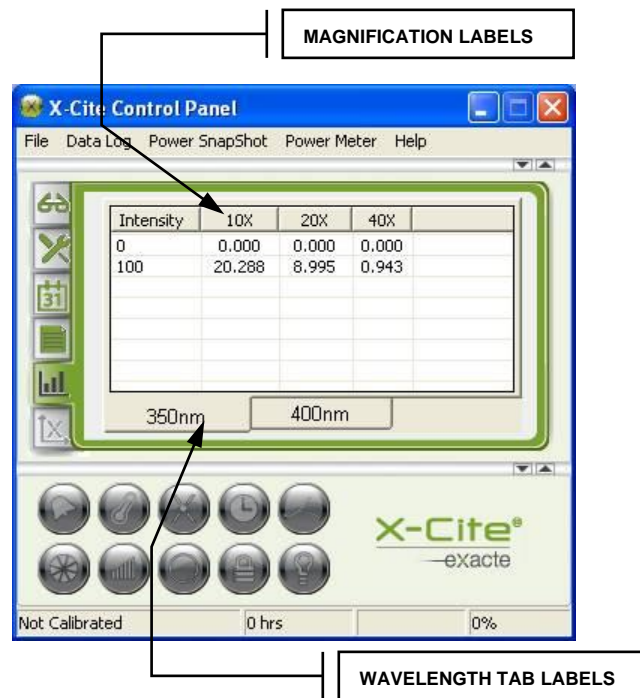 MAGNIFICATION LABELS
X-Cite Control Panel
File Data Log Power SnapShot Power Meter Help
Intensity 10X 20X 40X
0 0.000 0.000 0.000
100 20.288 8.995 0.943
31
350nm 400nm
X-Cite®
exacte
Not Calibrated 0 hrs 0%
WAVELENGTH TAB LABELS